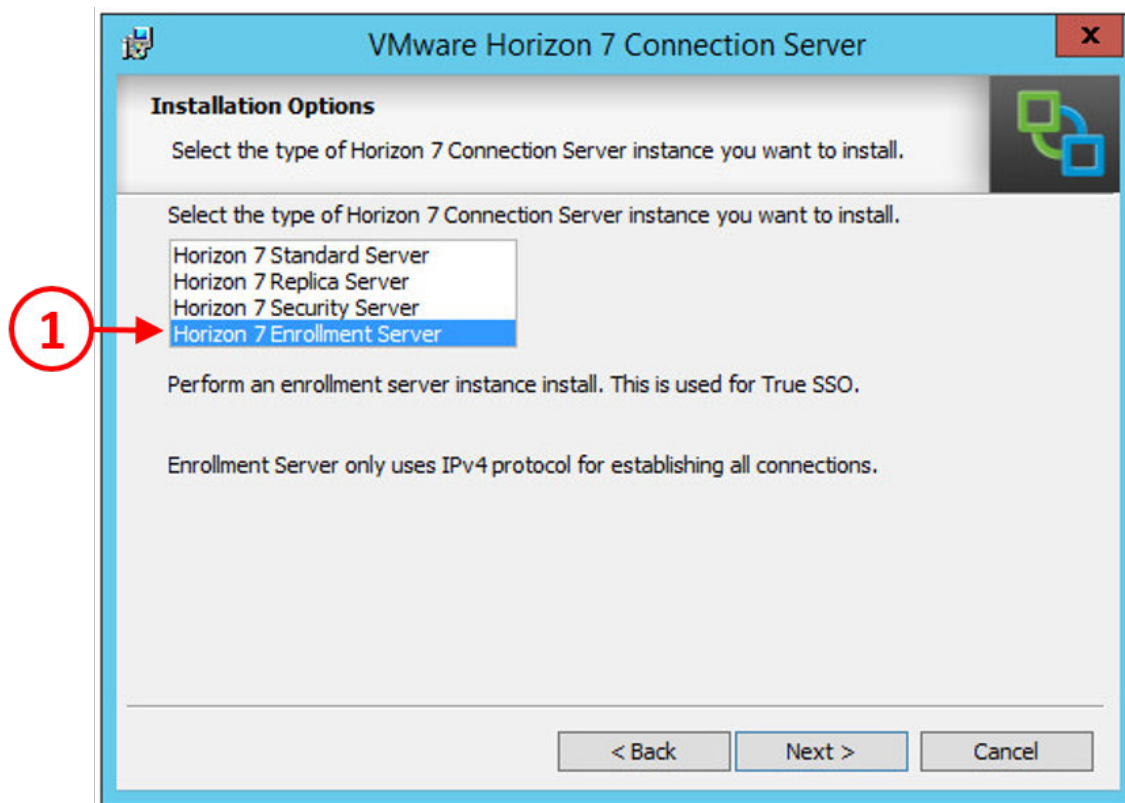 VMware Horizon 7 Connection Server
x
Installation Options
Select the type of Horizon 7 Connection Server instance you want to install.
Select the type of Horizon 7 Connection Server instance you want to install.
Horizon 7 Standard Server
Horizon 7 Replica Server
Horizon 7 Security Server
1
Horizon 7 Enrollment Server
Perform an enrollment server instance install. This is used for True SSO.
Enrollment Server only uses IPv4 protocol for establishing all connections.
< Back Next > Cancel